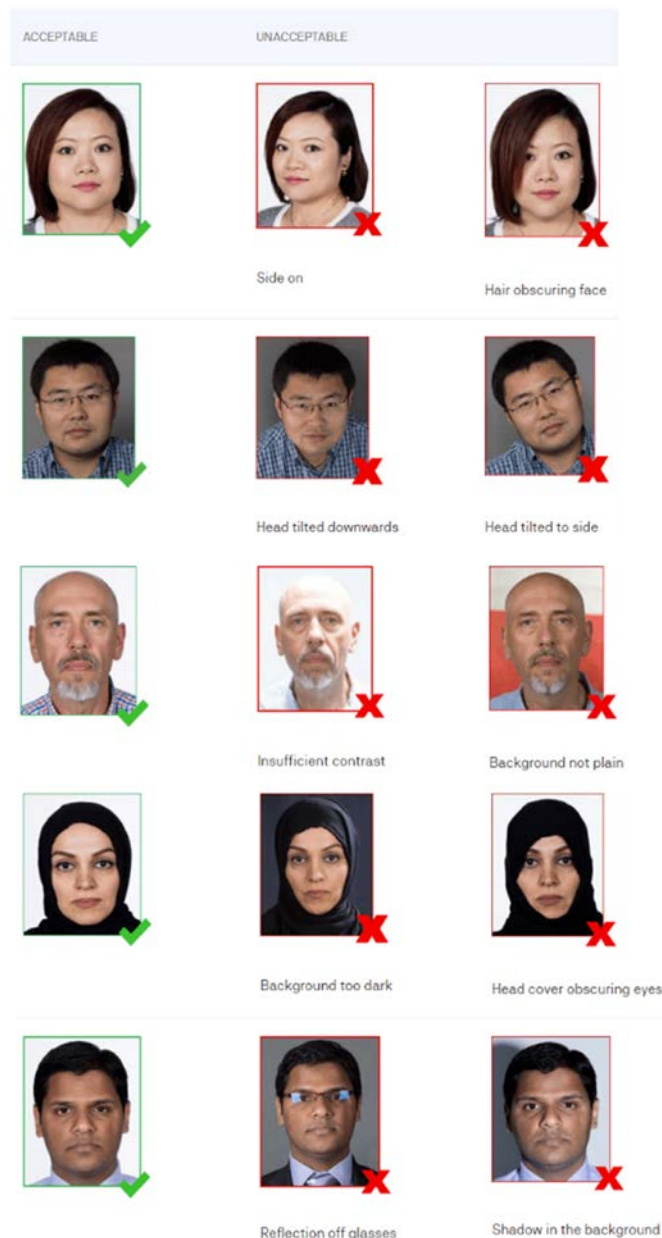 ACCEPTABLE UNACCEPTABLE
Side on Hair obscuring face
Head tilted downwards Head tilted to side
Insufficient contrast Background not plain
Background too dark Head cover obscuring eyes
Reflection off glasses Shadow in the background